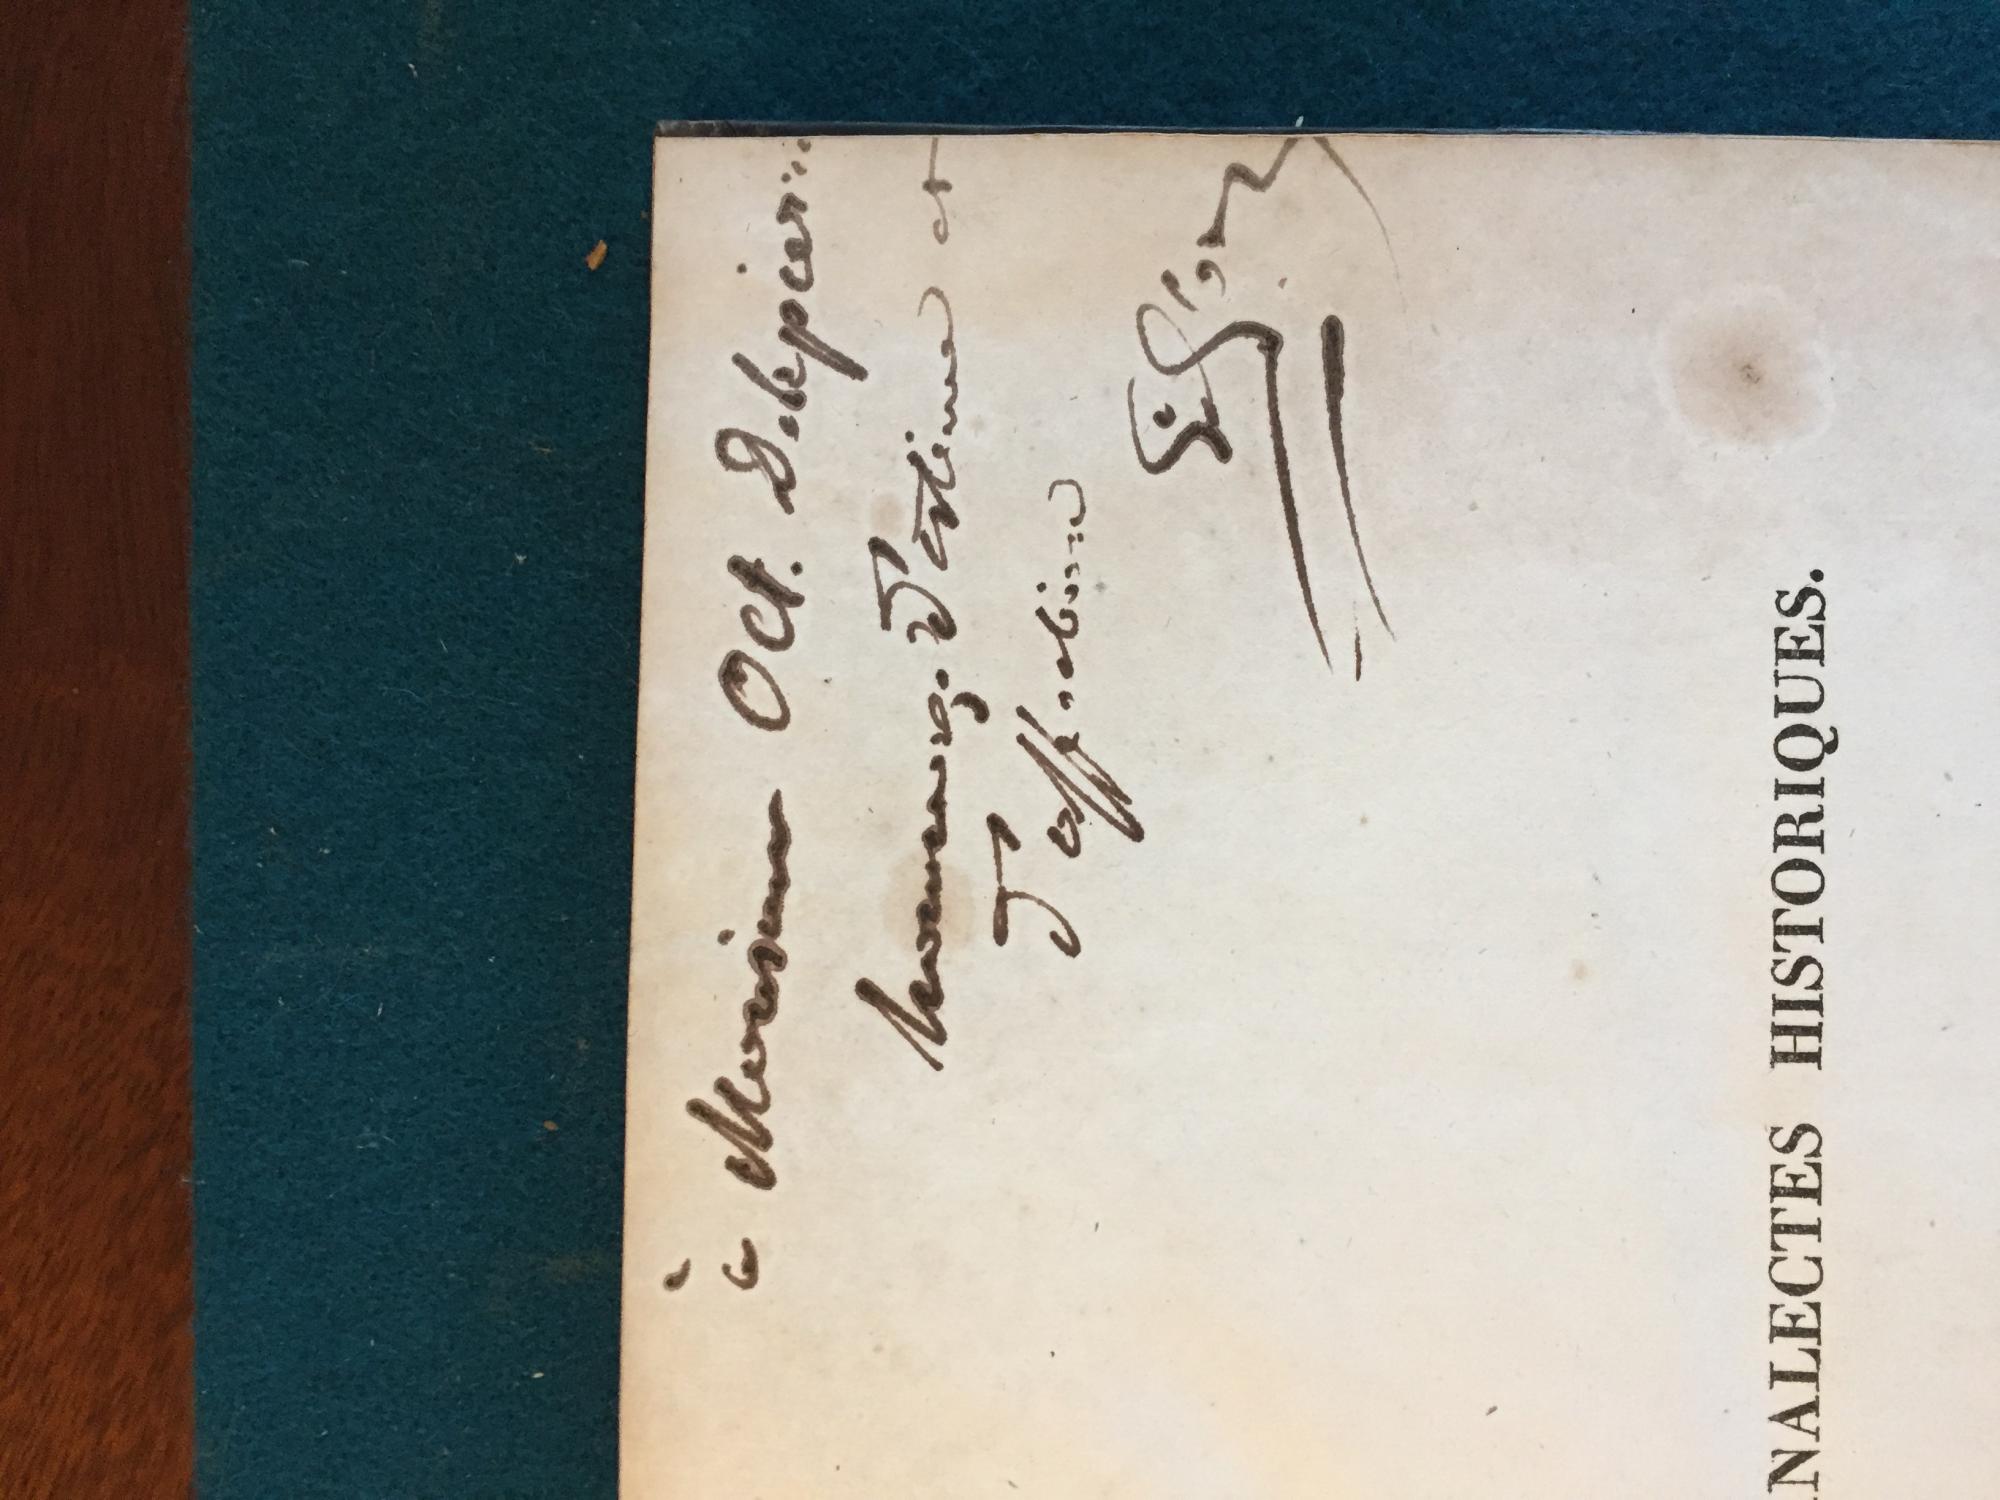 à Monsieur Oct. Delepierre
hommage d'estime et
d'affection
NALECTES HISTORIQUES.